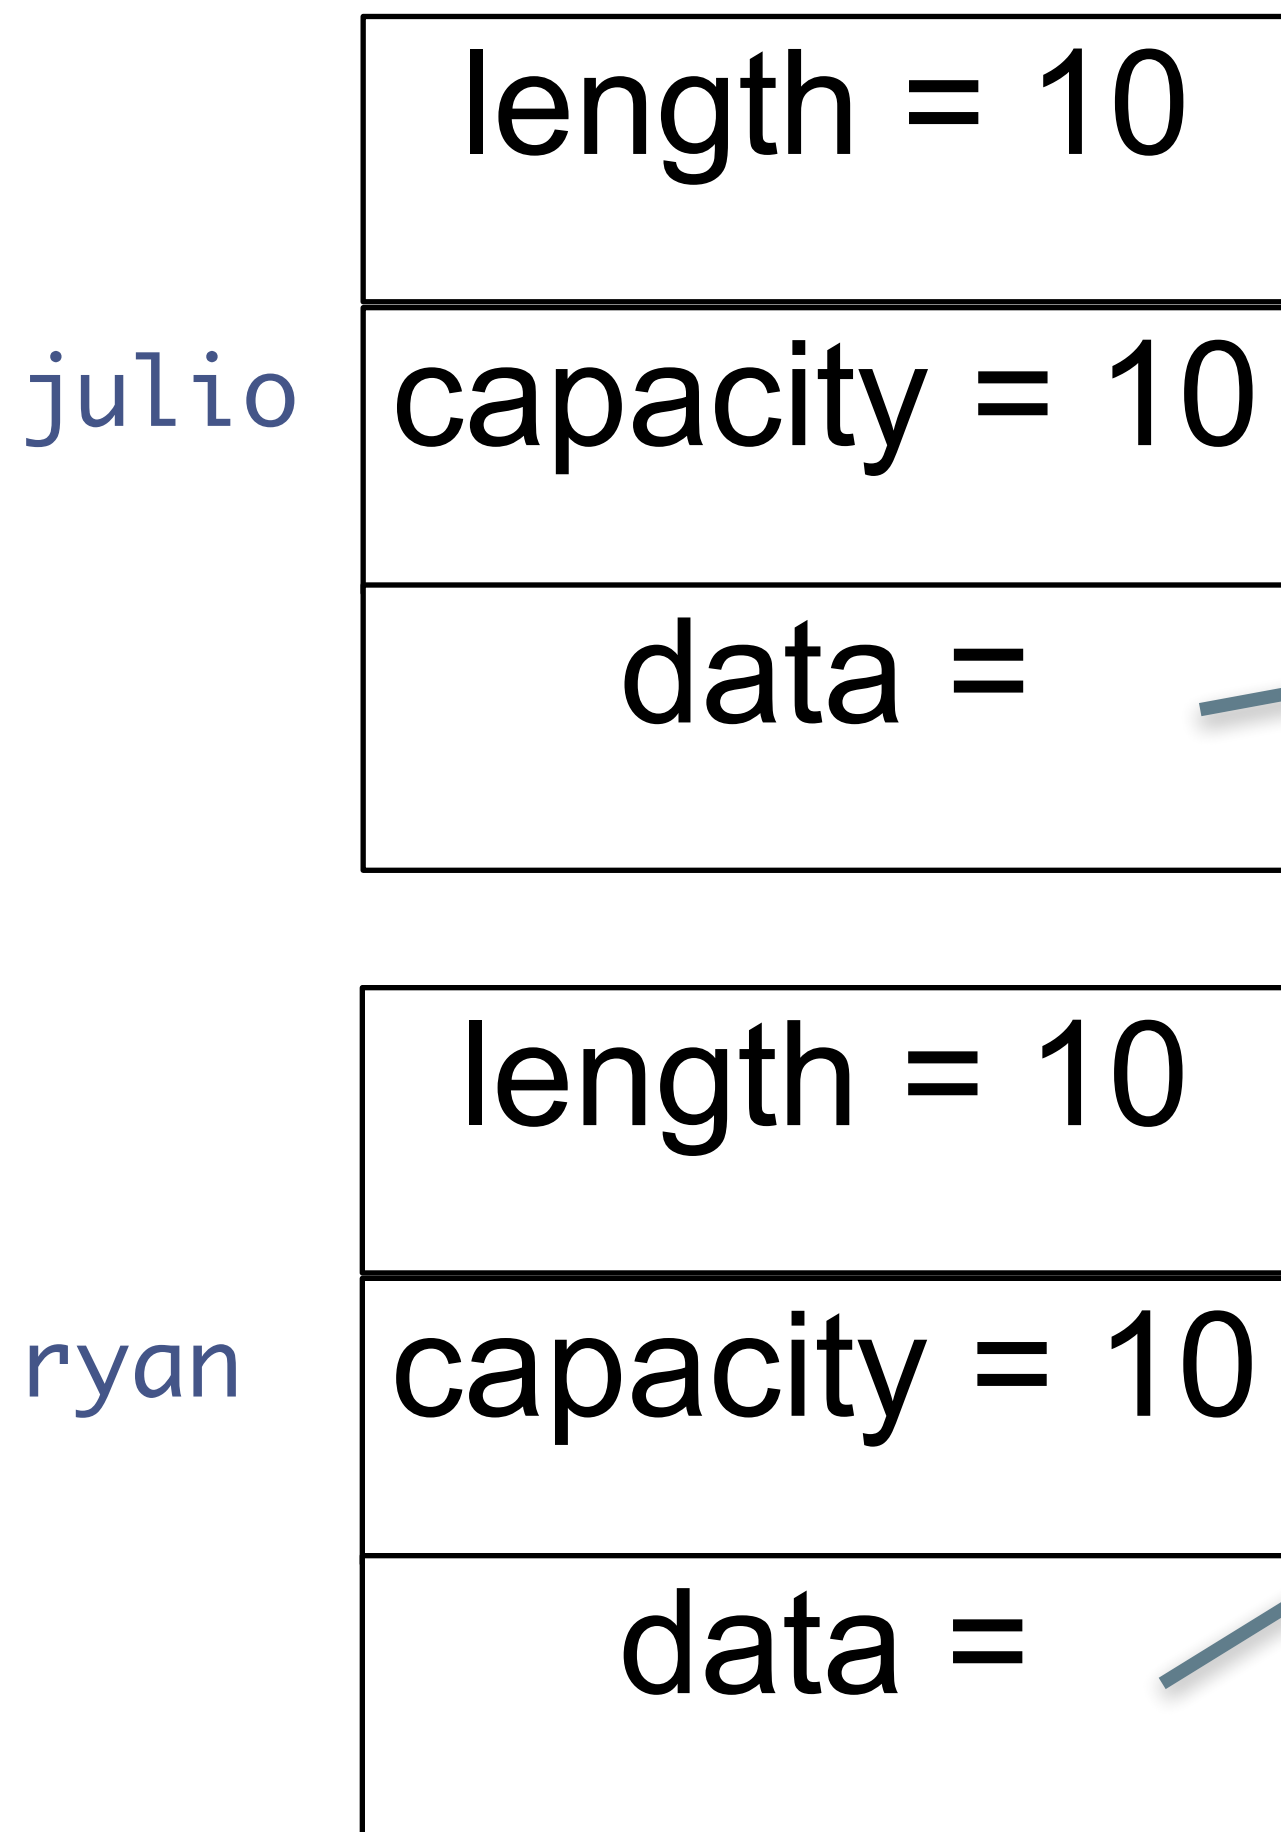 length = 10
julio
capacity = 10
data =
length = 10
ryan
capacity = 10
data =